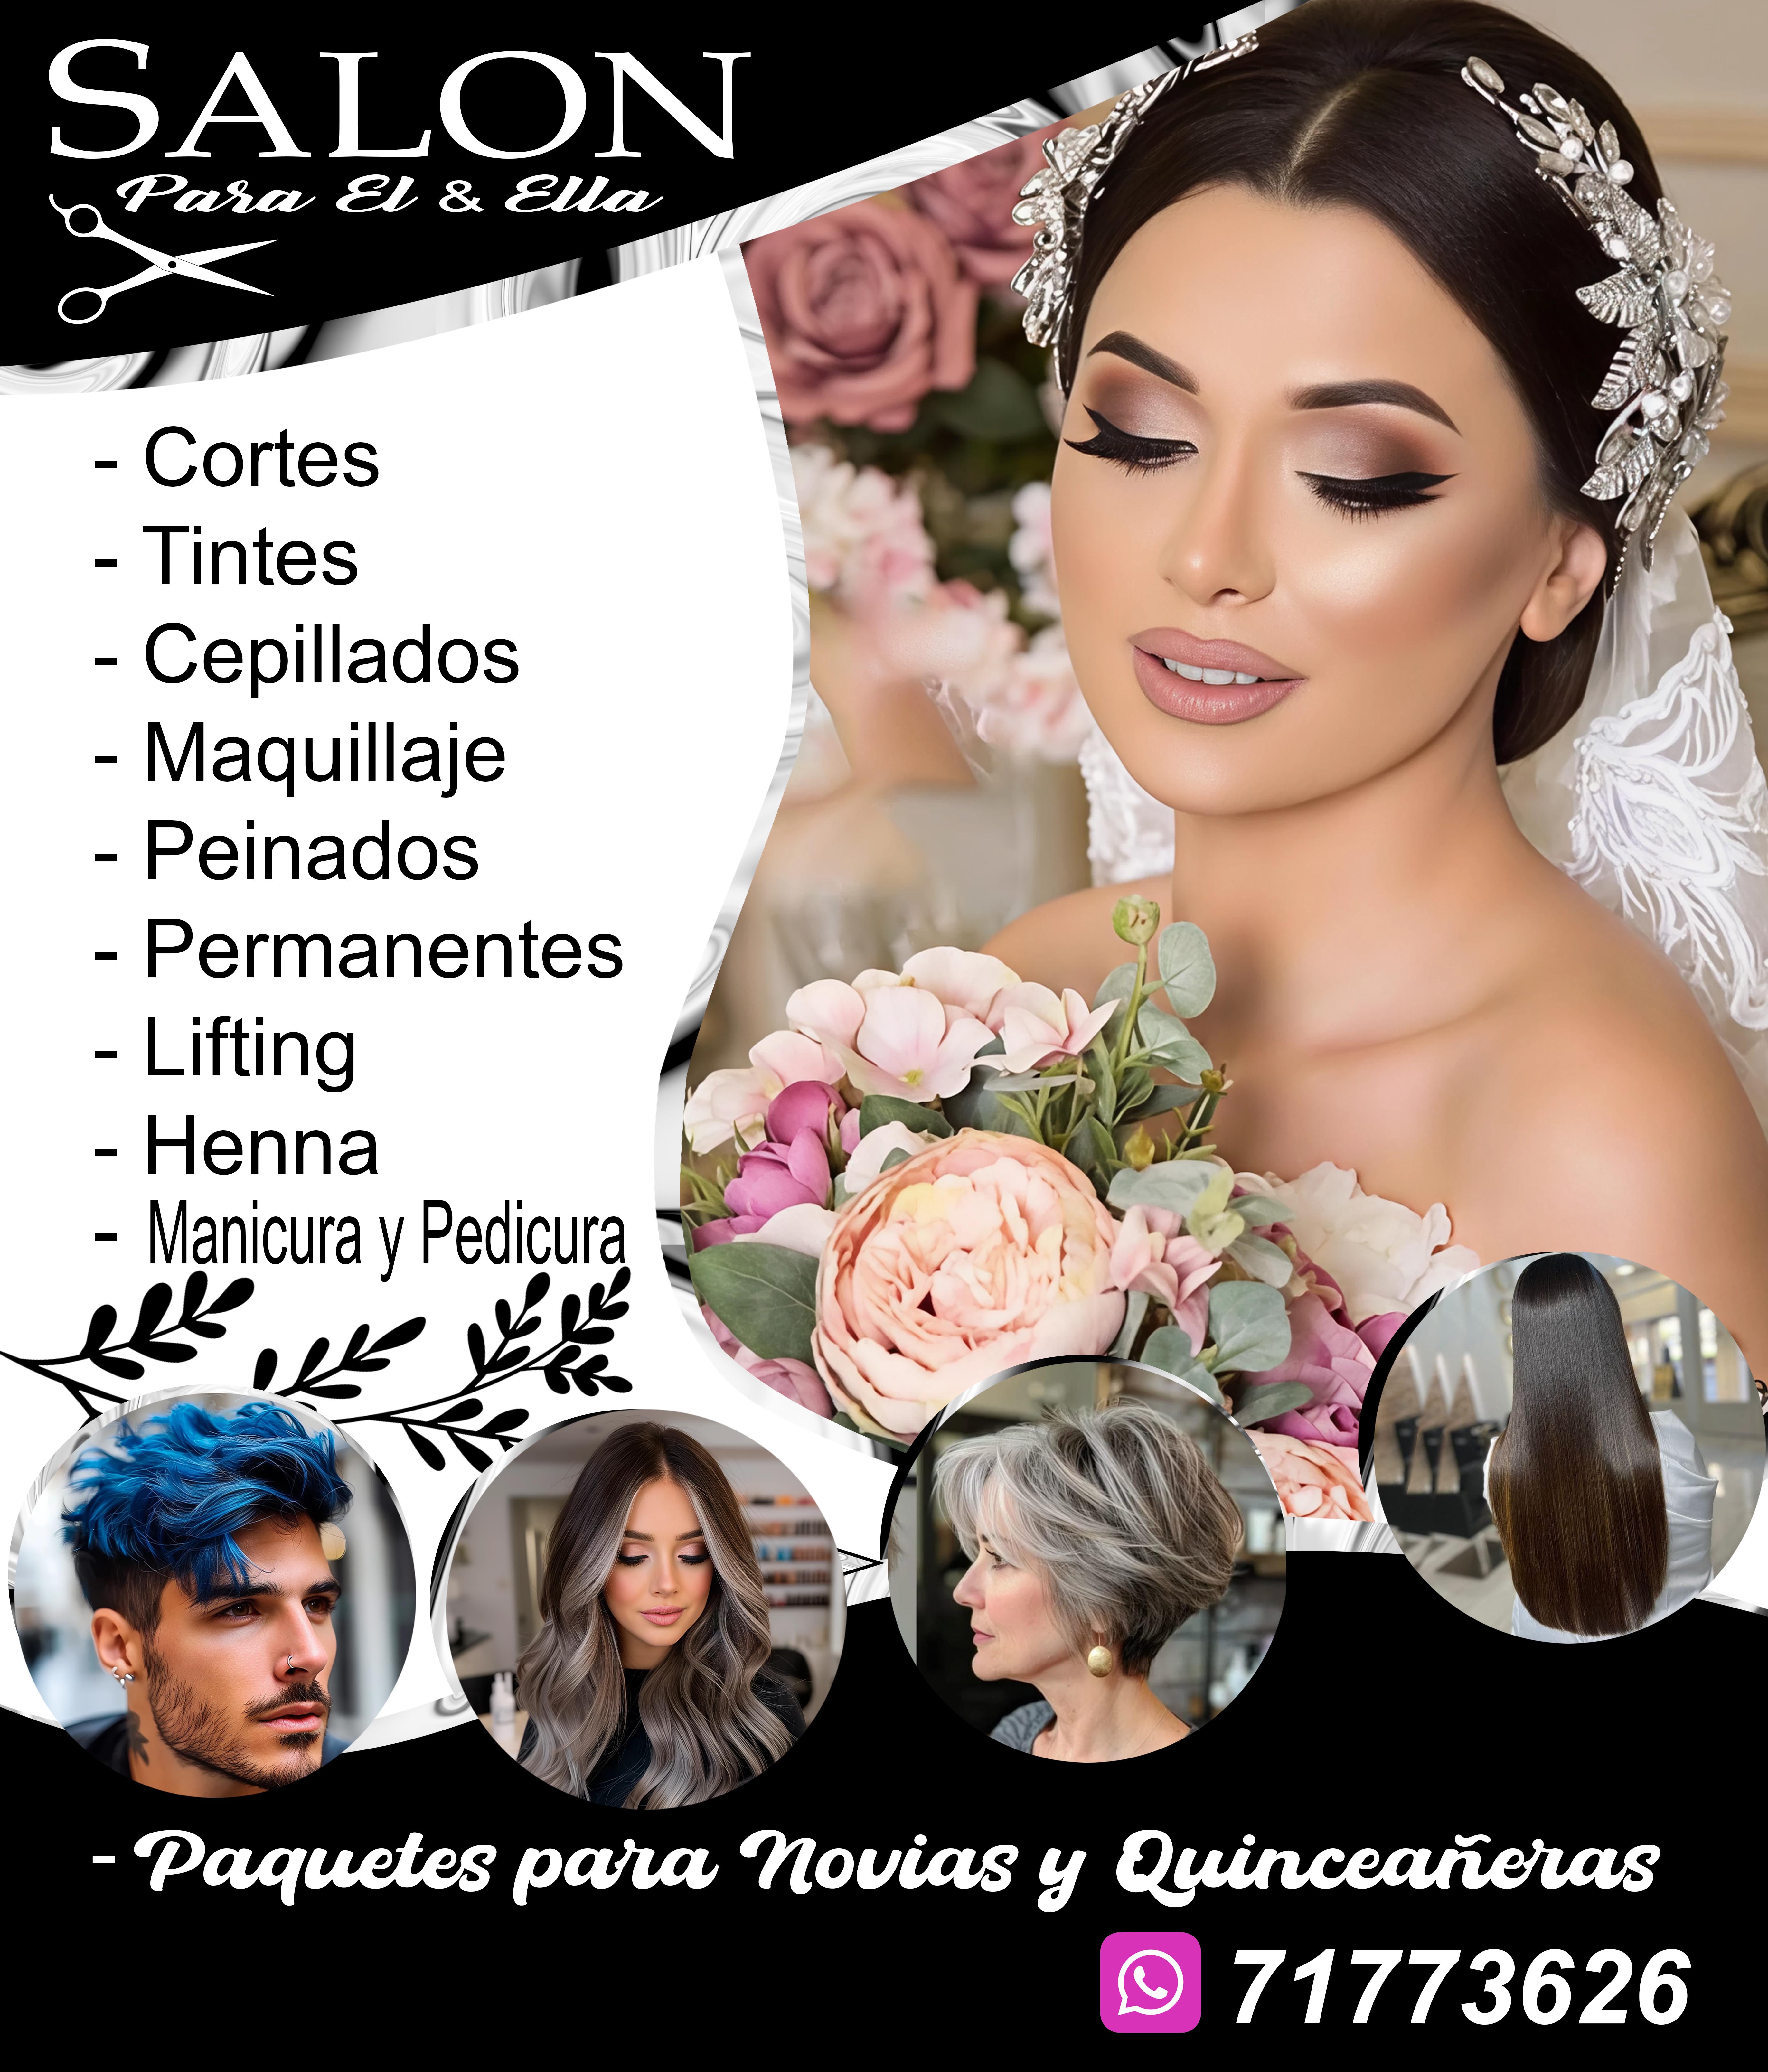 SALON
Para El & Ella
- Cortes
- Tintes
- Cepillados
- Maquillaje
- Peinados
- Permanentes
- Lifting
- Henna
- Manicura y Pedicura
- Paquetes para Novias y Quinceañeras
71773626